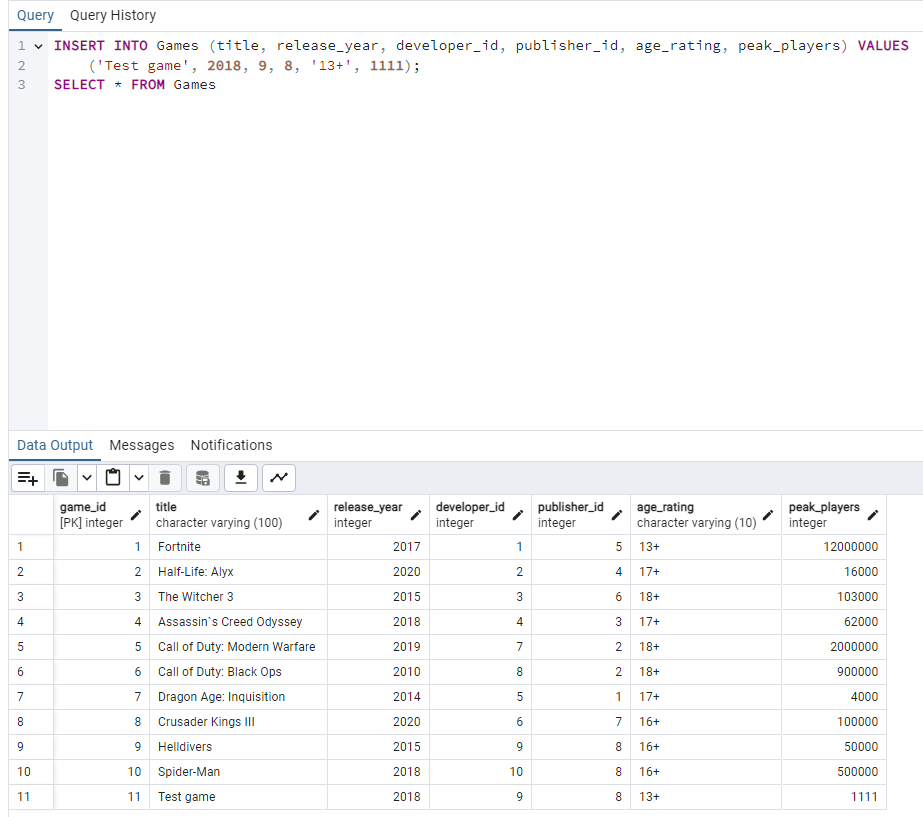 Query Query History
1 INSERT INTO Games (title, release_year, developer_id, publisher_id, age_rating, peak_players) VALUES
2 ('Test game', 2018, 9, 8, '13+', 1111);
3 SELECT * FROM Games
Data Output Messages Notifications
game_id title release_year developer_id publisher_id age_rating peak_players
[PK] integer character varying (100) integer integer integer character varying (10) integer
1 1 Fortnite 2017 1 5 13+ 12000000
2 2 Half-Life: Alyx 2020 2 4 17+ 16000
3 3 The Witcher 3 2015 3 6 18+ 103000
4 4 Assassin`s Creed Odyssey 2018 4 3 17+ 62000
5 5 Call of Duty: Modern Warfare 2019 7 2 18+ 2000000
6 6 Call of Duty: Black Ops 2010 8 2 18+ 900000
7 7 Dragon Age: Inquisition 2014 5 1 17+ 4000
8 8 Crusader Kings III 2020 6 7 16+ 100000
9 9 Helldivers 2015 9 8 16+ 50000
10 10 Spider-Man 2018 10 8 16+ 500000
11 11 Test game 2018 9 8 13+ 1111